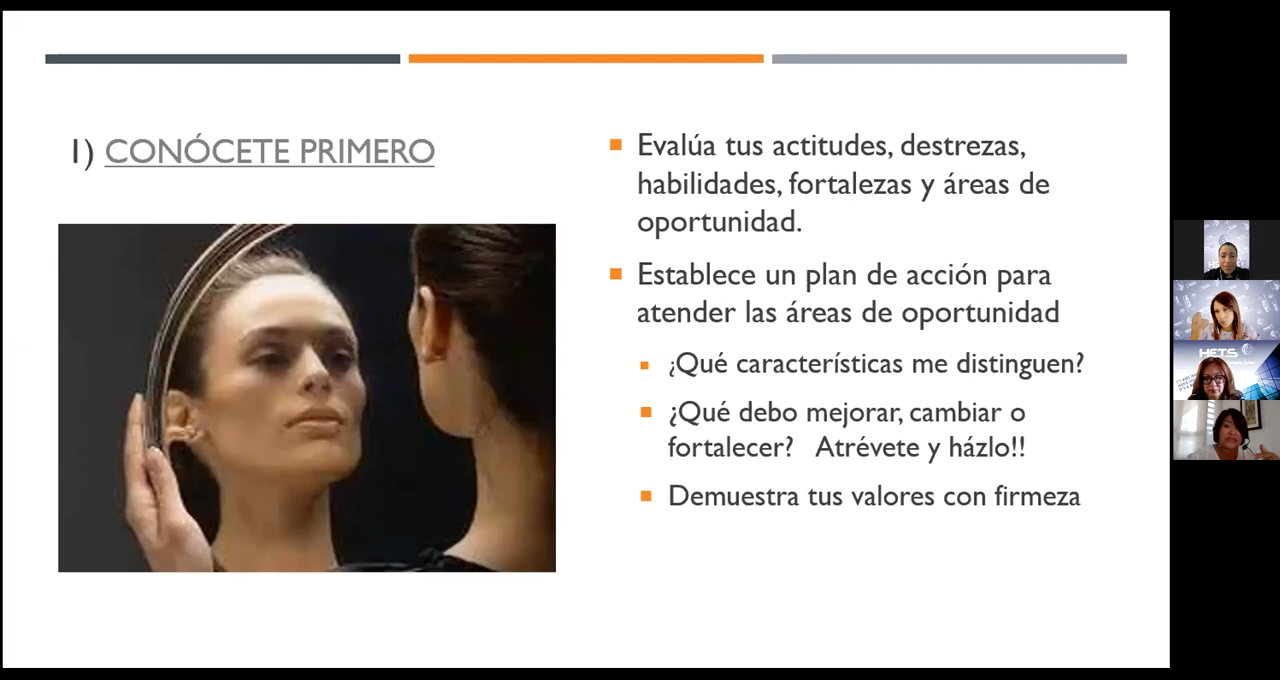 1) CONÓCETE PRIMERO
Evalúa tus actitudes, destrezas,
habilidades, fortalezas y áreas de
oportunidad.
Establece un plan de acción para
atender las áreas de oportunidad
¿Qué características me distinguen?
¿Qué debo mejorar, cambiar o
fortalecer? Atrévete y házlo!!
Demuestra tus valores con firmeza
HETS